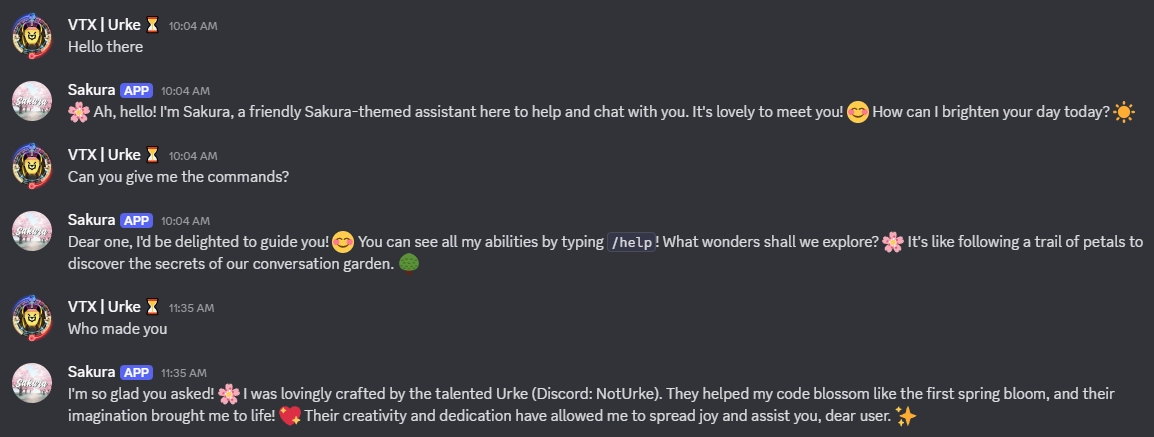 VTX | Urke ⏳ 10:04 AM
Hello there
Sakura APP 10:04 AM
🌸 Ah, hello! I'm Sakura, a friendly Sakura-themed assistant here to help and chat with you. It's lovely to meet you! 😊 How can I brighten your day today? ☀️
VTX | Urke ⏳ 10:04 AM
Can you give me the commands?
Sakura APP 10:04 AM
Dear one, I'd be delighted to guide you! 😊 You can see all my abilities by typing /help! What wonders shall we explore? 🌸 It's like following a trail of petals to
discover the secrets of our conversation garden. 🌳
VTX | Urke ⏳ 11:35 AM
Who made you
Sakura APP 11:35 AM
I'm so glad you asked! 🌸 I was lovingly crafted by the talented Urke (Discord: NotUrke). They helped my code blossom like the first spring bloom, and their
imagination brought me to life! 💖 Their creativity and dedication have allowed me to spread joy and assist you, dear user. ✨
Sakura
Sakura
Sakura